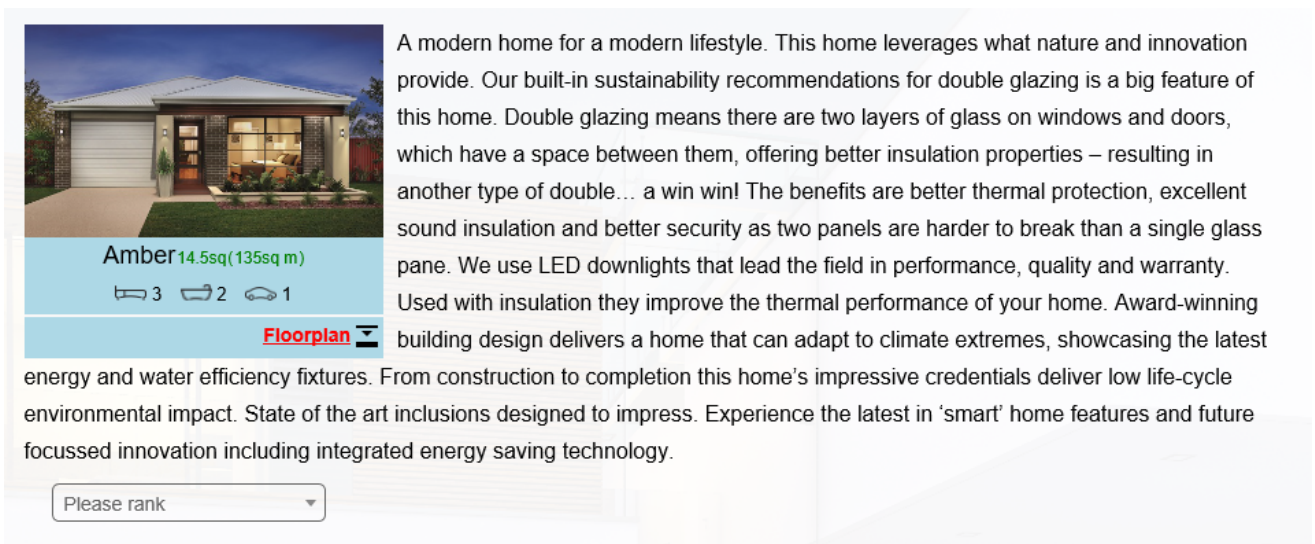 A modern home for a modern lifestyle. This home leverages what nature and innovation
provide. Our built-in sustainability recommendations for double glazing is a big feature of
this home. Double glazing means there are two layers of glass on windows and doors,
which have a space between them, offering better insulation properties – resulting in
another type of double… a win win! The benefits are better thermal protection, excellent
sound insulation and better security as two panels are harder to break than a single glass
pane. We use LED downlights that lead the field in performance, quality and warranty.
Used with insulation they improve the thermal performance of your home. Award-winning
building design delivers a home that can adapt to climate extremes, showcasing the latest
energy and water efficiency fixtures. From construction to completion this home’s impressive credentials deliver low life-cycle
environmental impact. State of the art inclusions designed to impress. Experience the latest in ‘smart’ home features and future
focussed innovation including integrated energy saving technology.
Amber 14.5sq(135sq m)
3 2 1
Floorplan
Please rank